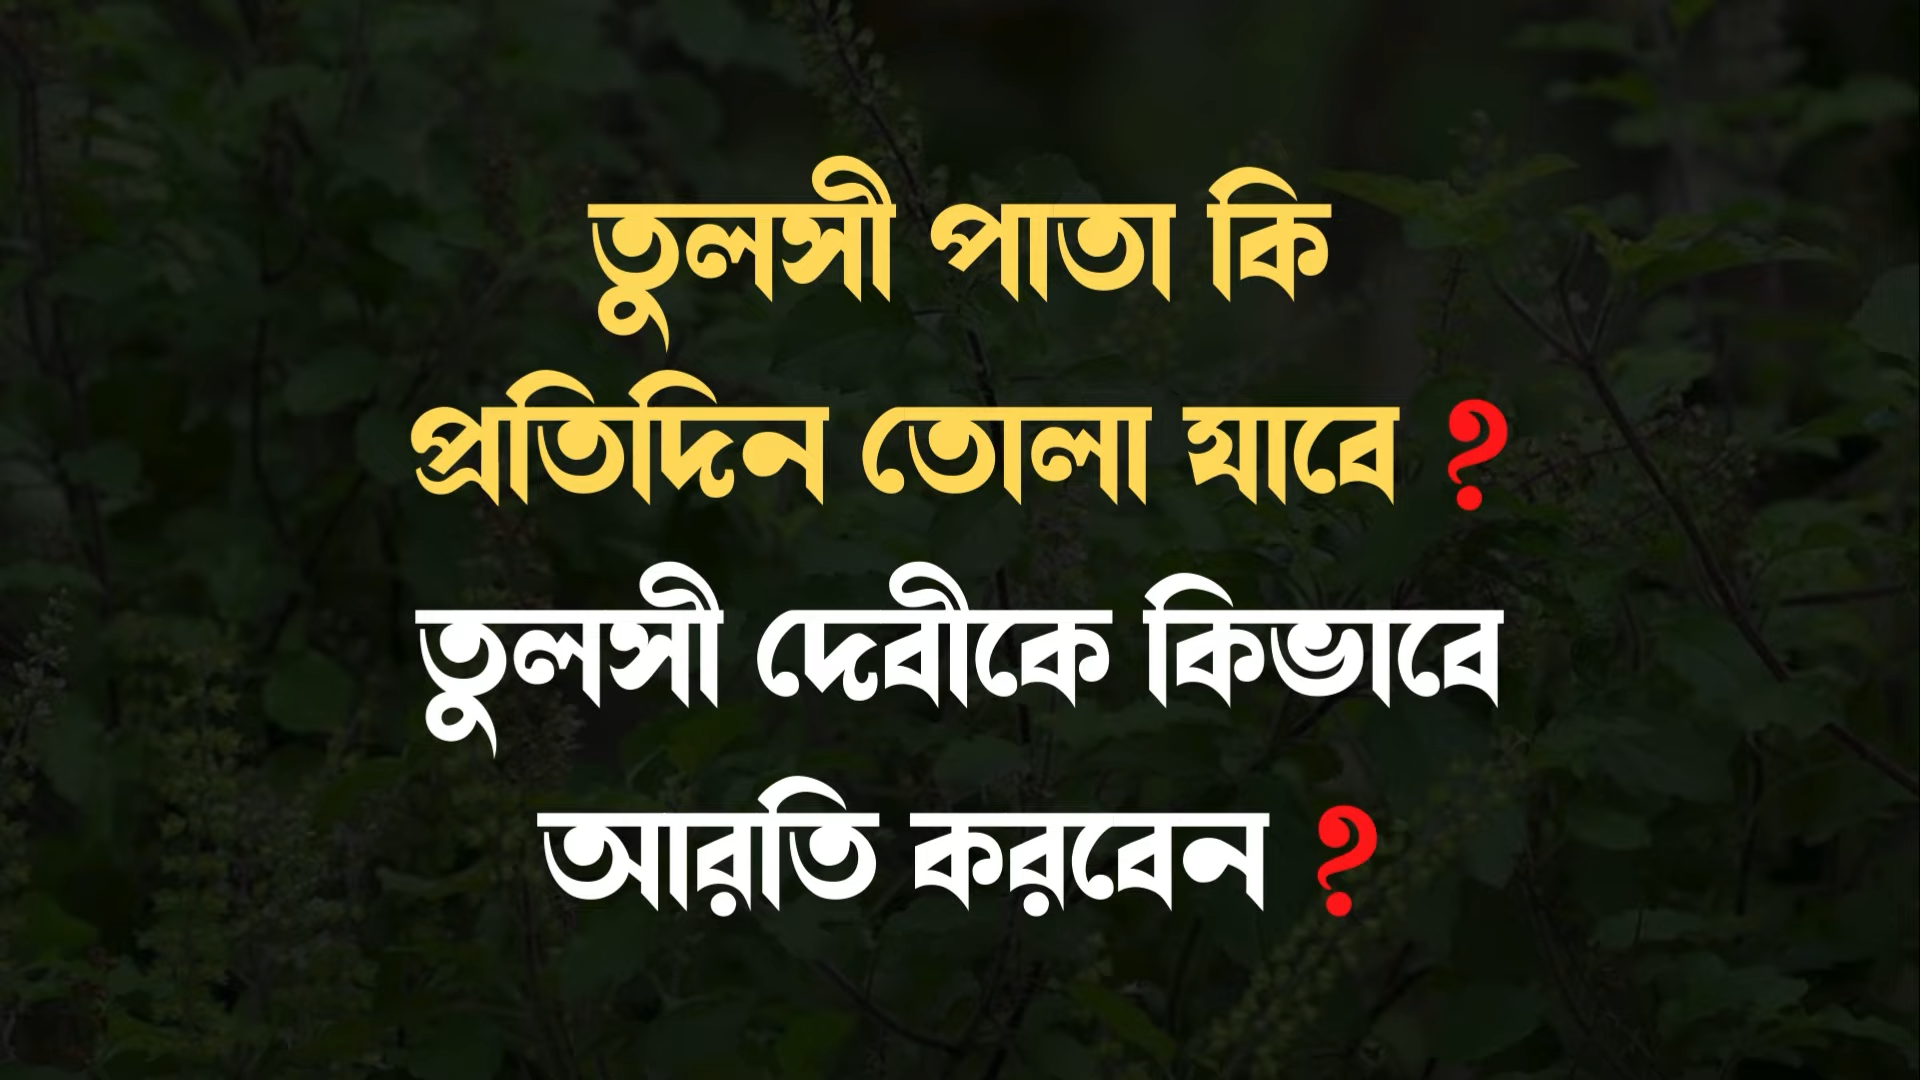 তুলসী পাতা কি
প্রতিদিন তোলা যাবে ?
তুলসী দেবীকে কিভাবে
আরতি করবেন ?